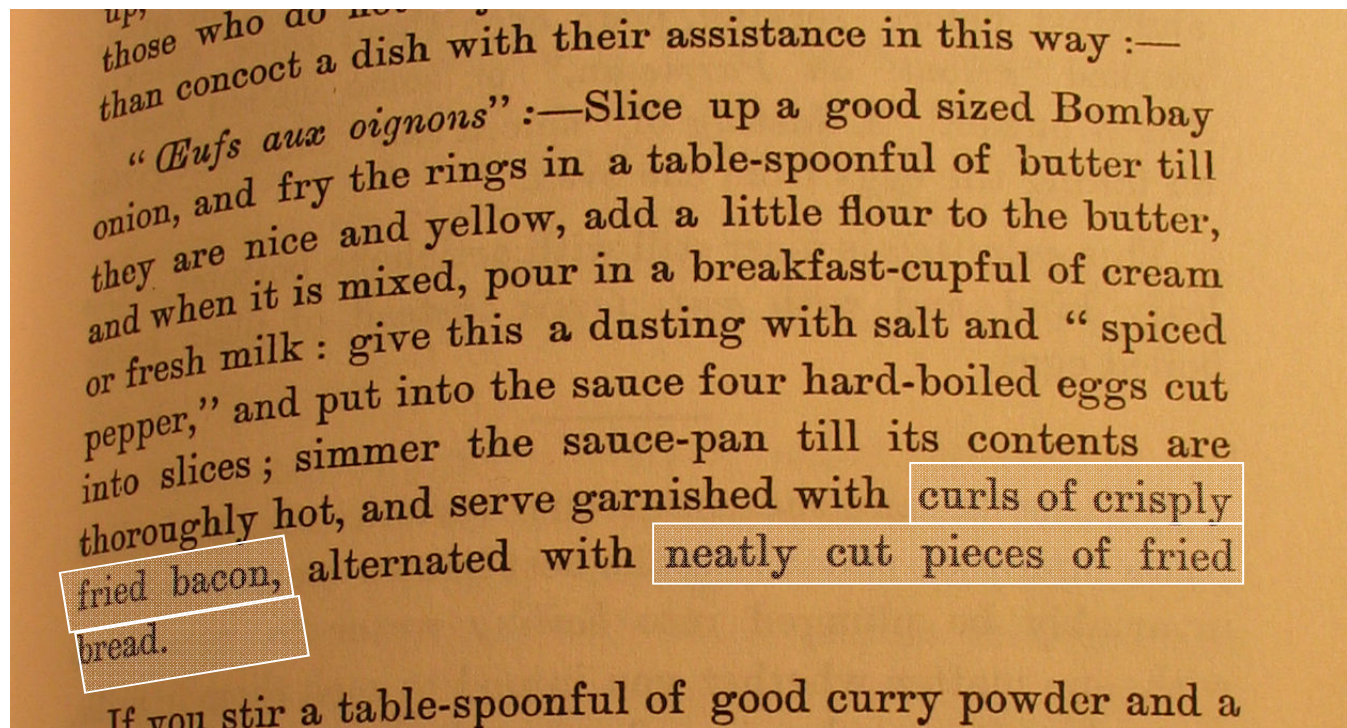 up,
those who do
than concoct a dish with their assistance in this way :—
“Œufs aux oignons” :—Slice up a good sized Bombay
onion, and fry the rings in a table-spoonful of butter till
they are nice and yellow, add a little flour to the butter,
and when it is mixed, pour in a breakfast-cupful of cream
or fresh milk : give this a dusting with salt and “ spiced
pepper,” and put into the sauce four hard-boiled eggs cut
into slices ; simmer the sauce-pan till its contents are
thoroughly hot, and serve garnished with curls of crisply
fried bacon, alternated with neatly cut pieces of fried
bread.
If you stir a table-spoonful of good curry powder and a